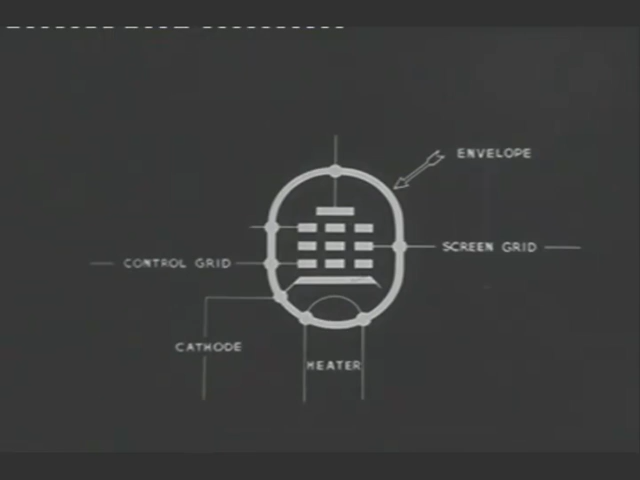 ENVELOPE
SCREEN GRID
CONTROL GRID
CATHODE
HEATER